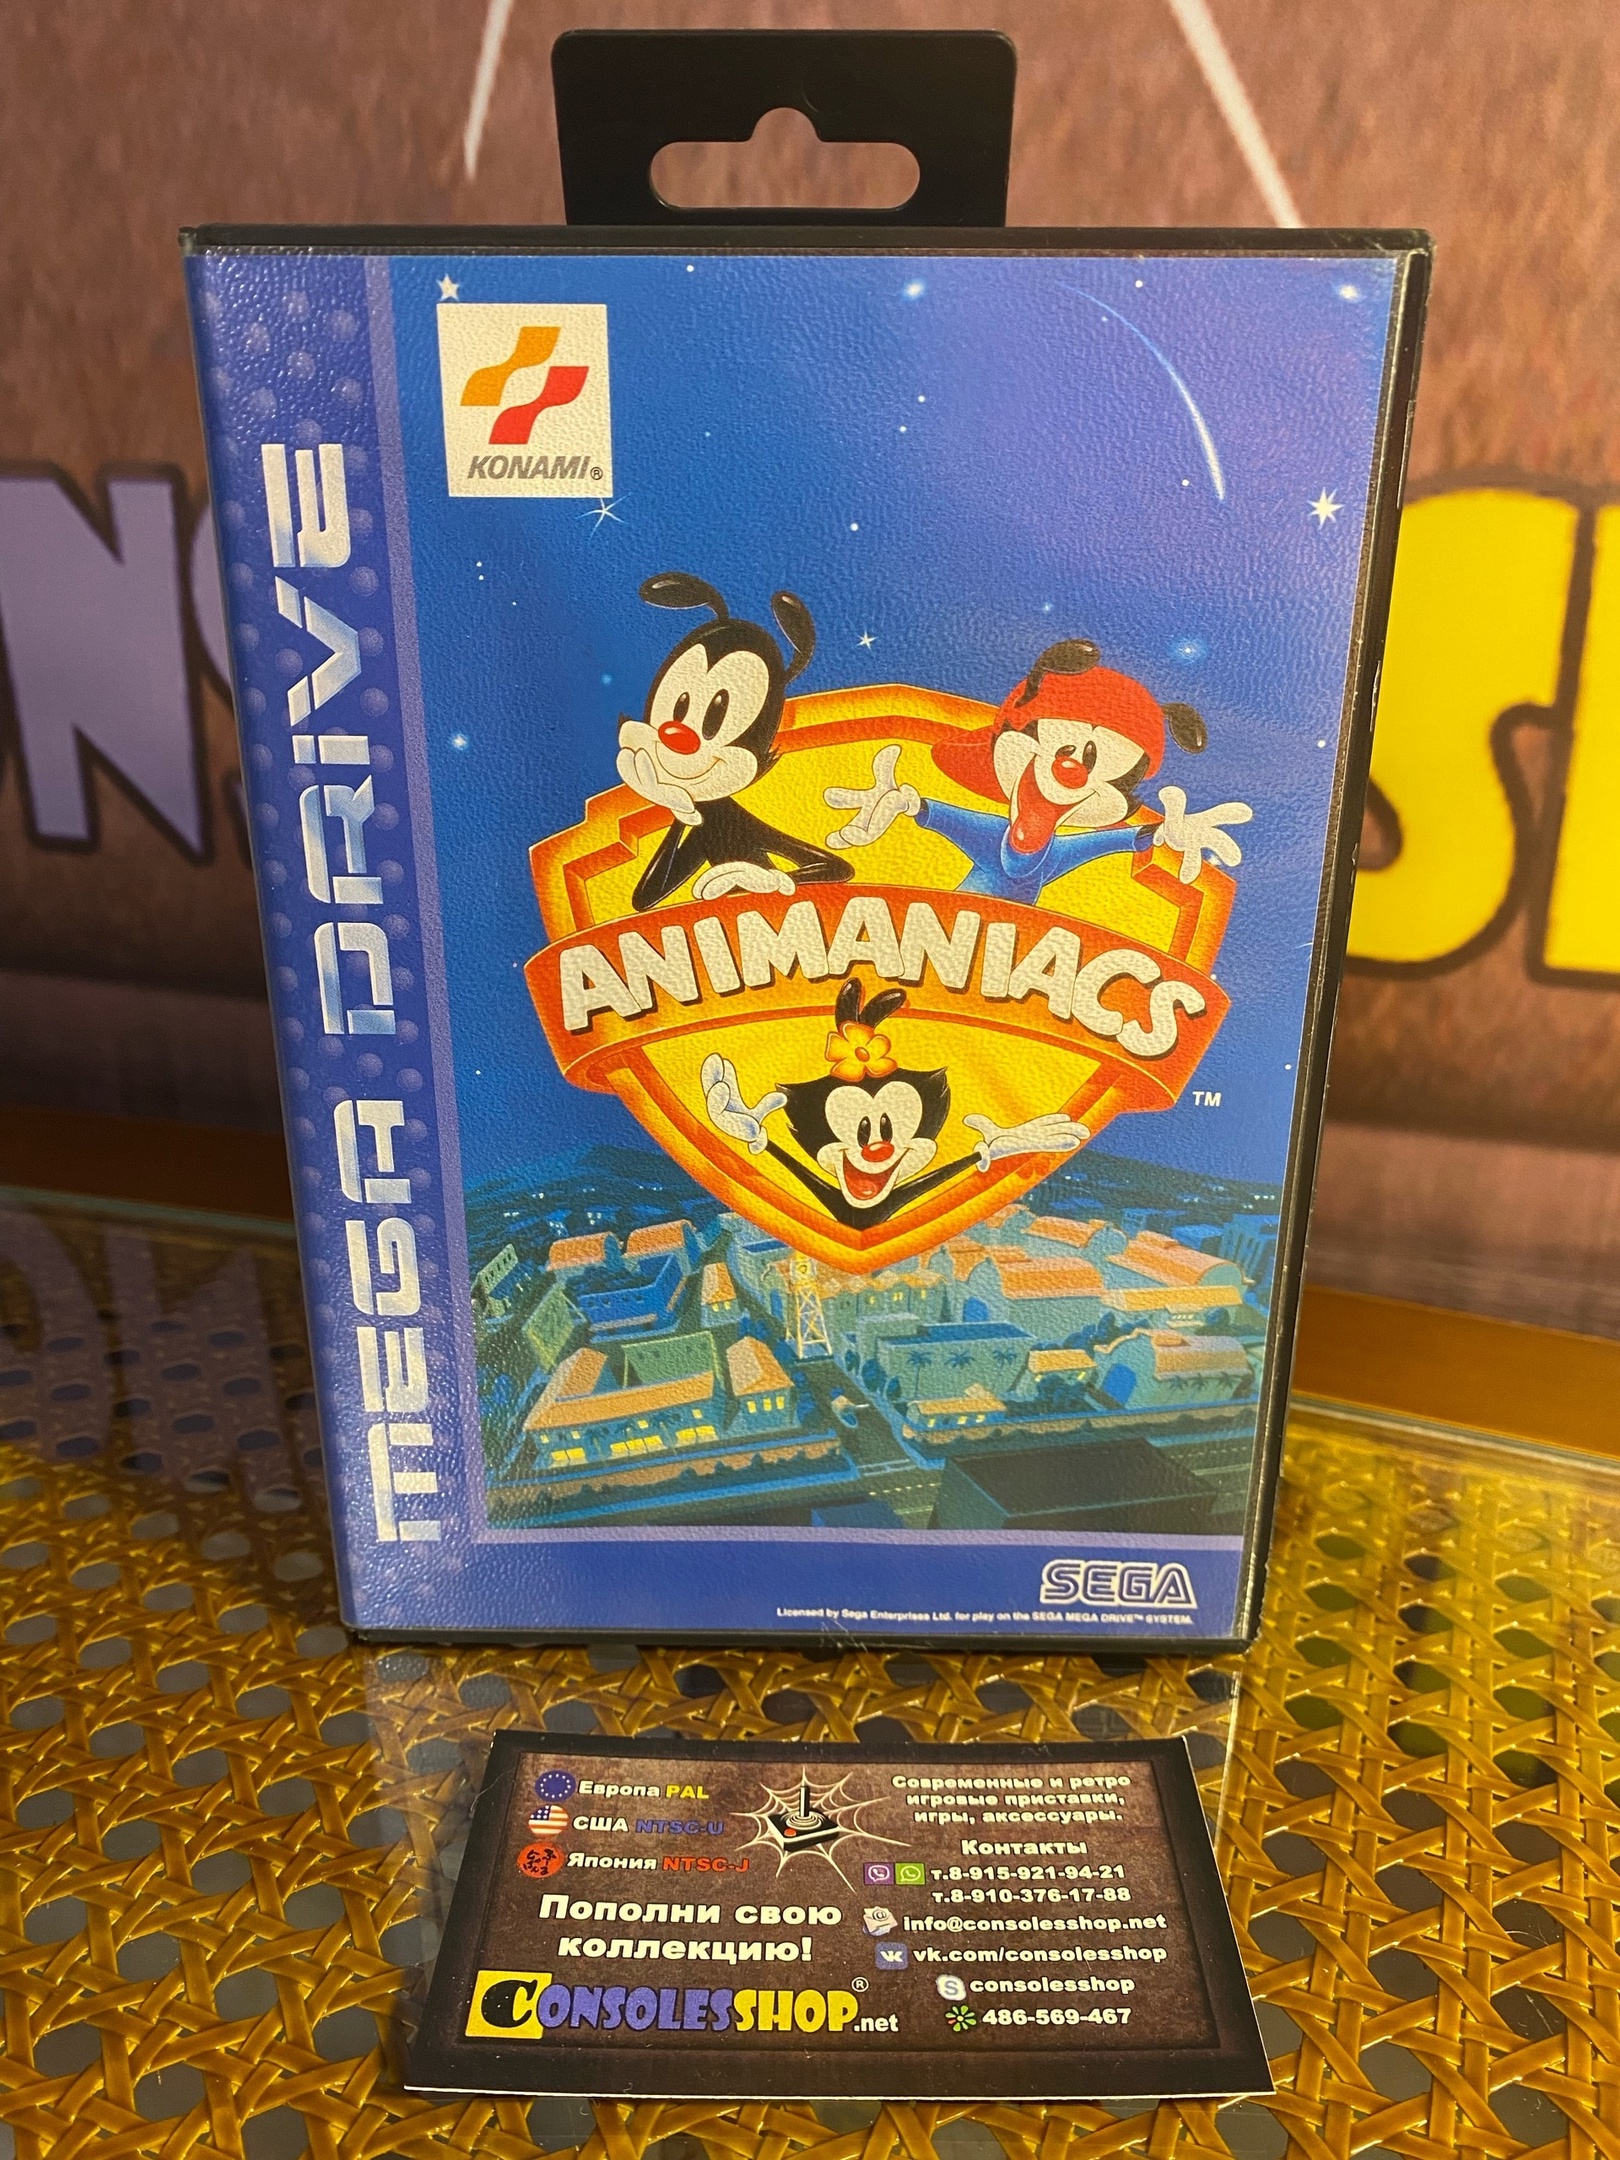 KONAMI®
MEGA DRIVE
ANIMANIACS
TM
SEGA
Licensed by Sega Enterprises Ltd. for play on the SEGA MEGA DRIVE™ SYSTEM.
Европа PAL
США NTSC-U
Япония NTSC-J
Пополни свою
коллекцию!
CONSOLESSHOP.net
®
Современные и ретро
игровые приставки,
игры, аксессуары.
Контакты
т.8-915-921-94-21
т.8-910-376-17-88
info@consolesshop.net
vk.com/consolesshop
consolesshop
486-569-467